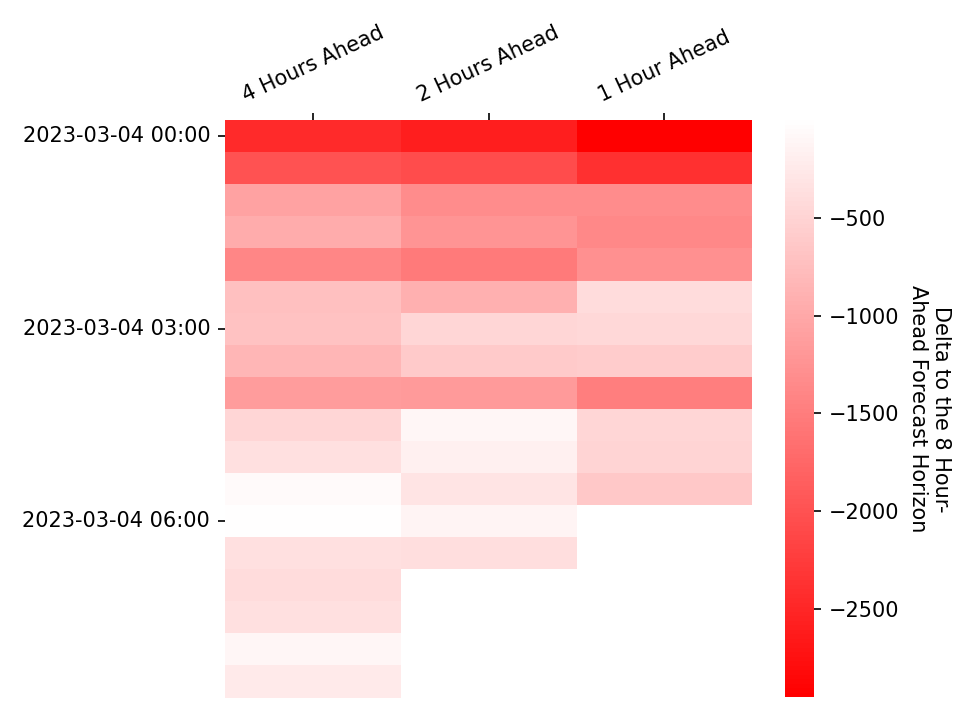 4 Hours Ahead
2 Hours Ahead
1 Hour Ahead
2023-03-04 00:00
2023-03-04 03:00
2023-03-04 06:00
−500
−1000
−1500
−2000
−2500
Delta to the 8 Hour-
Ahead Forecast Horizon